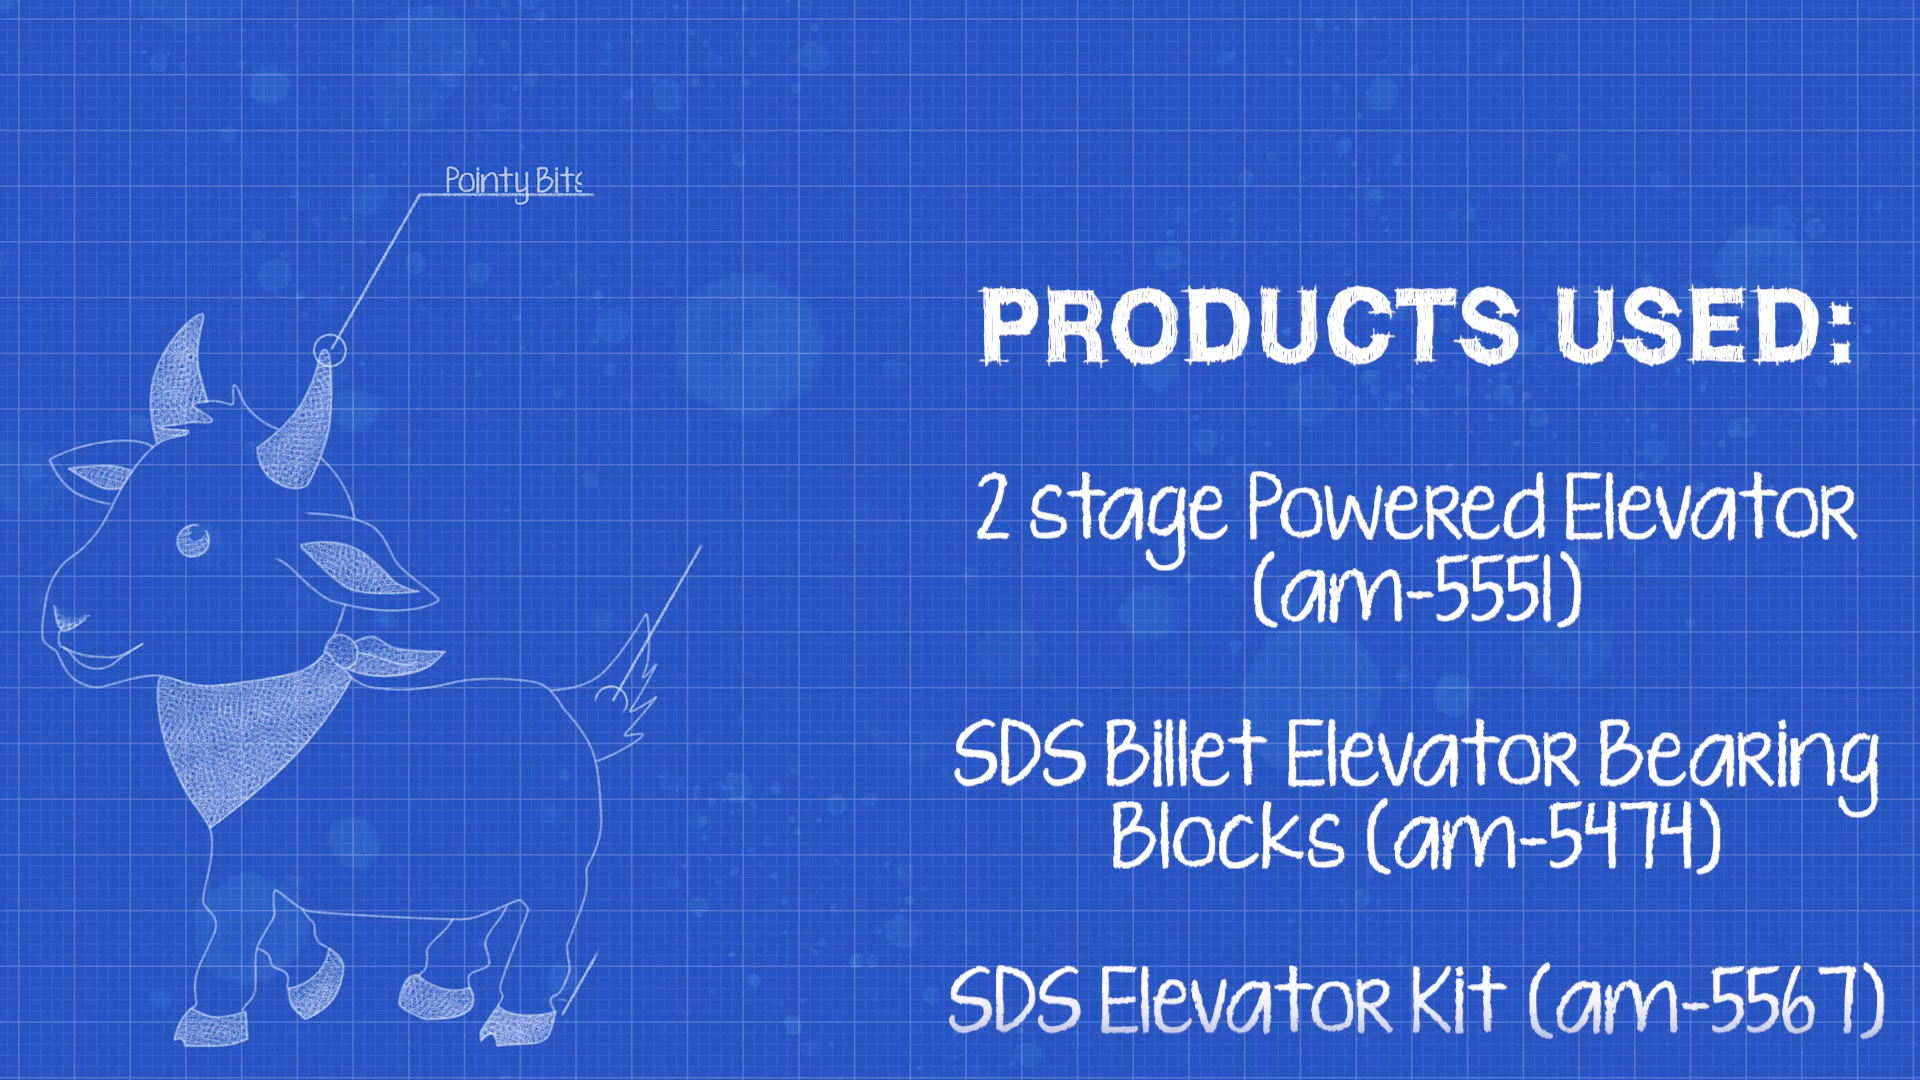 Pointy Bits
PRODUCTS USED:
2 stage Powered Elevator
(am-5551)
SDS Billet Elevator Bearing
Blocks (am-5474)
SDS Elevator Kit (am-5567)